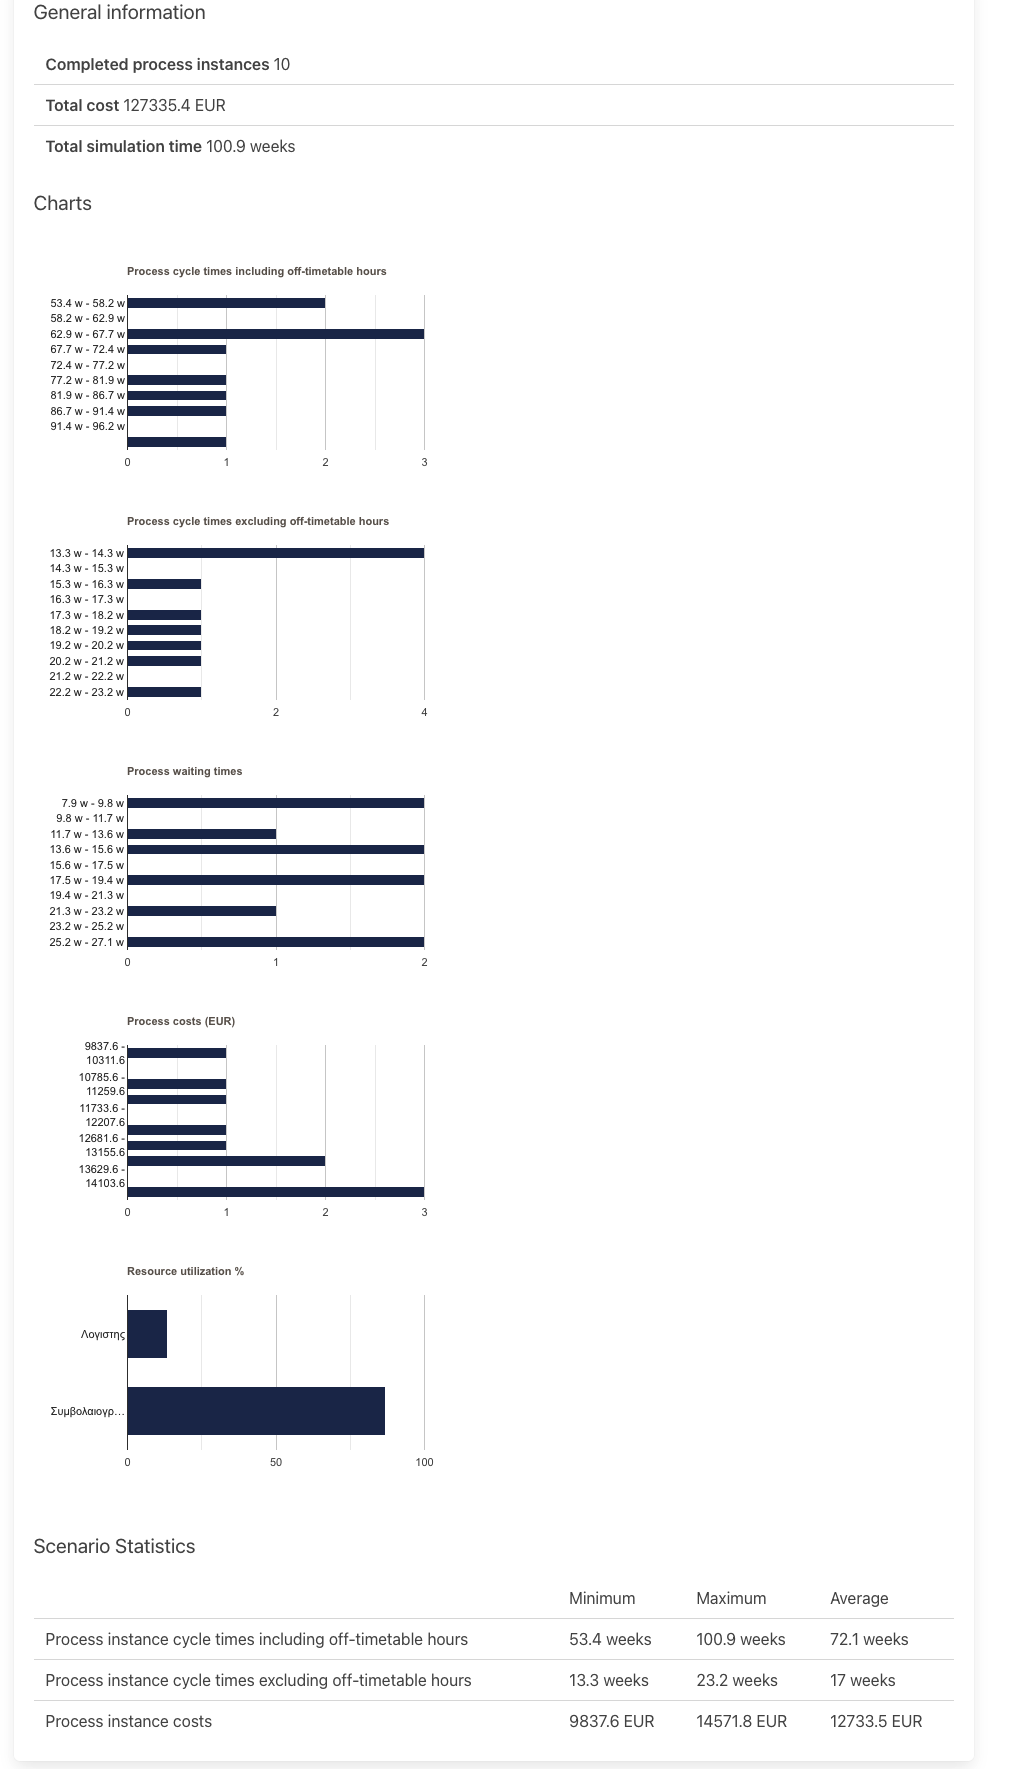 General information
Completed process instances 10
Total cost 127335.4 EUR
Total simulation time 100.9 weeks
Charts
Process cycle times including off-timetable hours
53.4 w - 58.2 w
58.2 w - 62.9 w
62.9 w - 67.7 w
67.7 w - 72.4 w
72.4 w - 77.2 w
77.2 w - 81.9 w
81.9 w - 86.7 w
86.7 w - 91.4 w
91.4 w - 96.2 w
0 1 2 3
Process cycle times excluding off-timetable hours
13.3 w - 14.3 w
14.3 w - 15.3 w
15.3 w - 16.3 w
16.3 w - 17.3 w
17.3 w - 18.2 w
18.2 w - 19.2 w
19.2 w - 20.2 w
20.2 w - 21.2 w
21.2 w - 22.2 w
22.2 w - 23.2 w
0 2 4
Process waiting times
7.9 w - 9.8 w
9.8 w - 11.7 w
11.7 w - 13.6 w
13.6 w - 15.6 w
15.6 w - 17.5 w
17.5 w - 19.4 w
19.4 w - 21.3 w
21.3 w - 23.2 w
23.2 w - 25.2 w
25.2 w - 27.1 w
0 1 2
Process costs (EUR)
9837.6 -
10311.6
10785.6 -
11259.6
11733.6 -
12207.6
12681.6 -
13155.6
13629.6 -
14103.6
0 1 2 3
Resource utilization %
Λογιστης
Συμβολαιογρ...
0 50 100
Scenario Statistics
Minimum Maximum Average
Process instance cycle times including off-timetable hours 53.4 weeks 100.9 weeks 72.1 weeks
Process instance cycle times excluding off-timetable hours 13.3 weeks 23.2 weeks 17 weeks
Process instance costs 9837.6 EUR 14571.8 EUR 12733.5 EUR